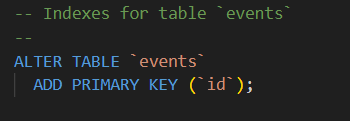 -- Indexes for table `events`
--
ALTER TABLE `events`
  ADD PRIMARY KEY (`id`);